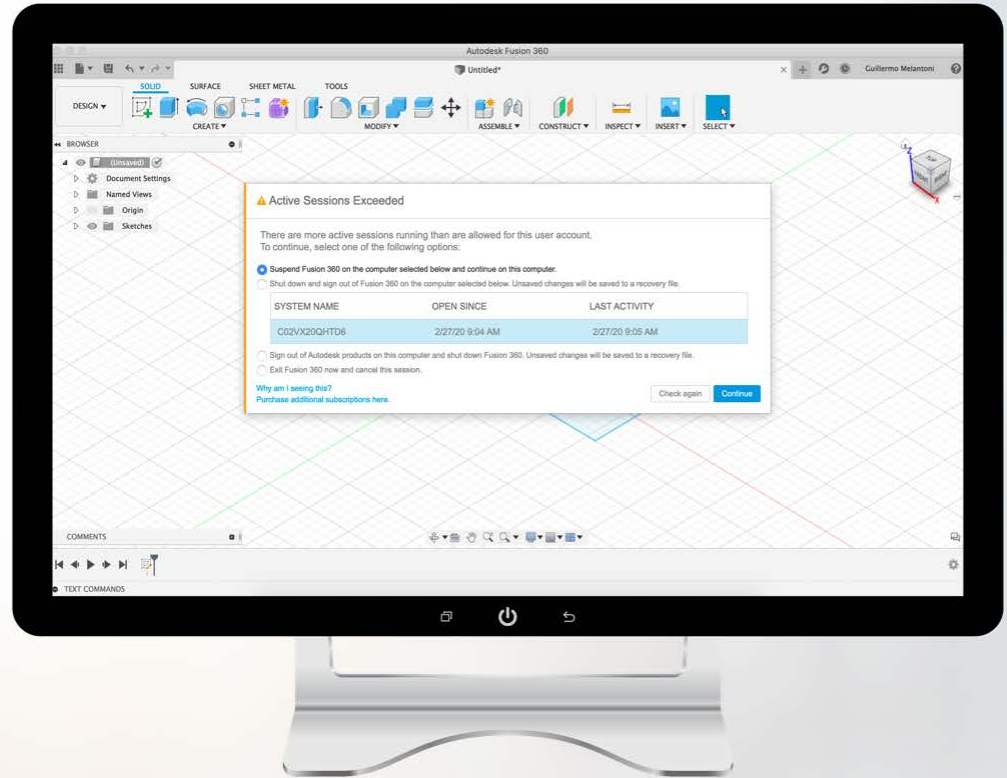 Autodesk Fusion 360
Untitled*
Guillermo Melantoni
SOLID SURFACE SHEET METAL TOOLS
DESIGN
CREATE MODIFY ASSEMBLE CONSTRUCT INSPECT INSERT SELECT
BROWSER
(Unsaved)
Document Settings
Named Views
Origin
Sketches
Z
TOP
FRONT RIGHT
X
Active Sessions Exceeded
There are more active sessions running than are allowed for this user account.
To continue, select one of the following options:
Suspend Fusion 360 on the computer selected below and continue on this computer.
Shut down and sign out of Fusion 360 on the computer selected below. Unsaved changes will be saved to a recovery file.
SYSTEM NAME OPEN SINCE LAST ACTIVITY
C02VX20QHTD6 2/27/20 9:04 AM 2/27/20 9:05 AM
Sign out of Autodesk products on this computer and shut down Fusion 360. Unsaved changes will be saved to a recovery file.
Exit Fusion 360 now and cancel this session.
Why am I seeing this?
Purchase additional subscriptions here.
Check again Continue
COMMENTS
TEXT COMMANDS